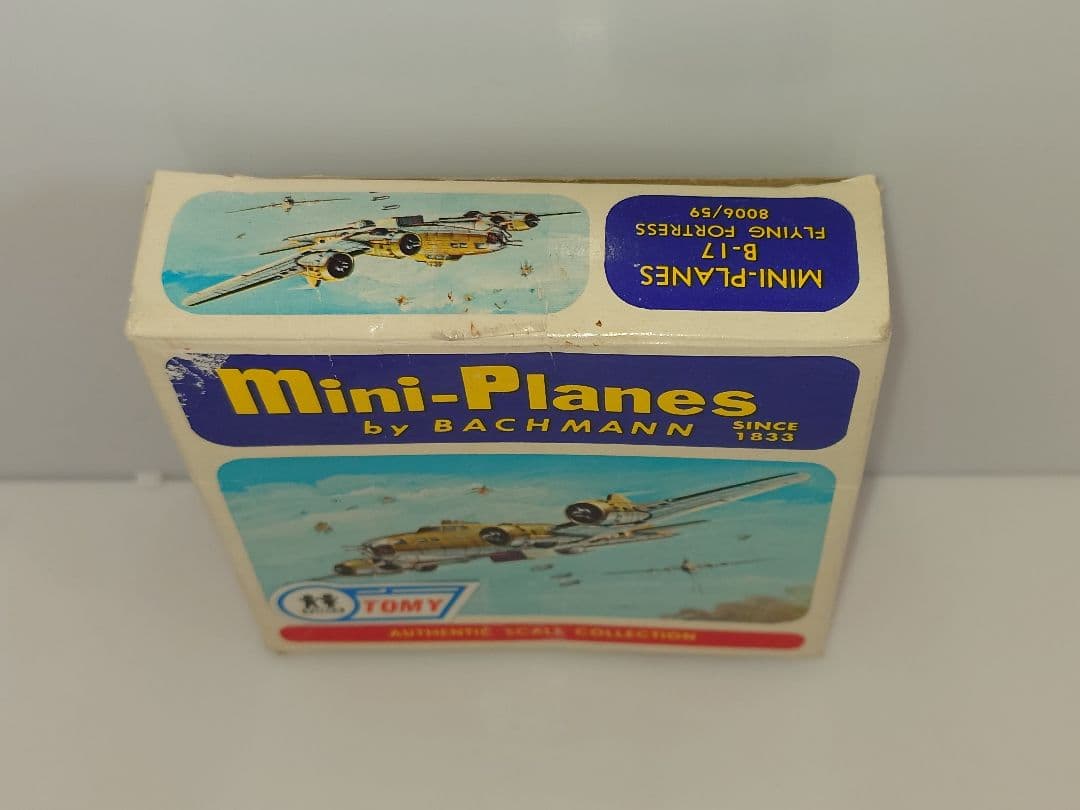 MINI-PLANES
B-17
FLYING FORTRESS
8006/59
Mini-Planes
by BACHMANN
SINCE
1833
TOMY
AUTHENTIC SCALE COLLECTION